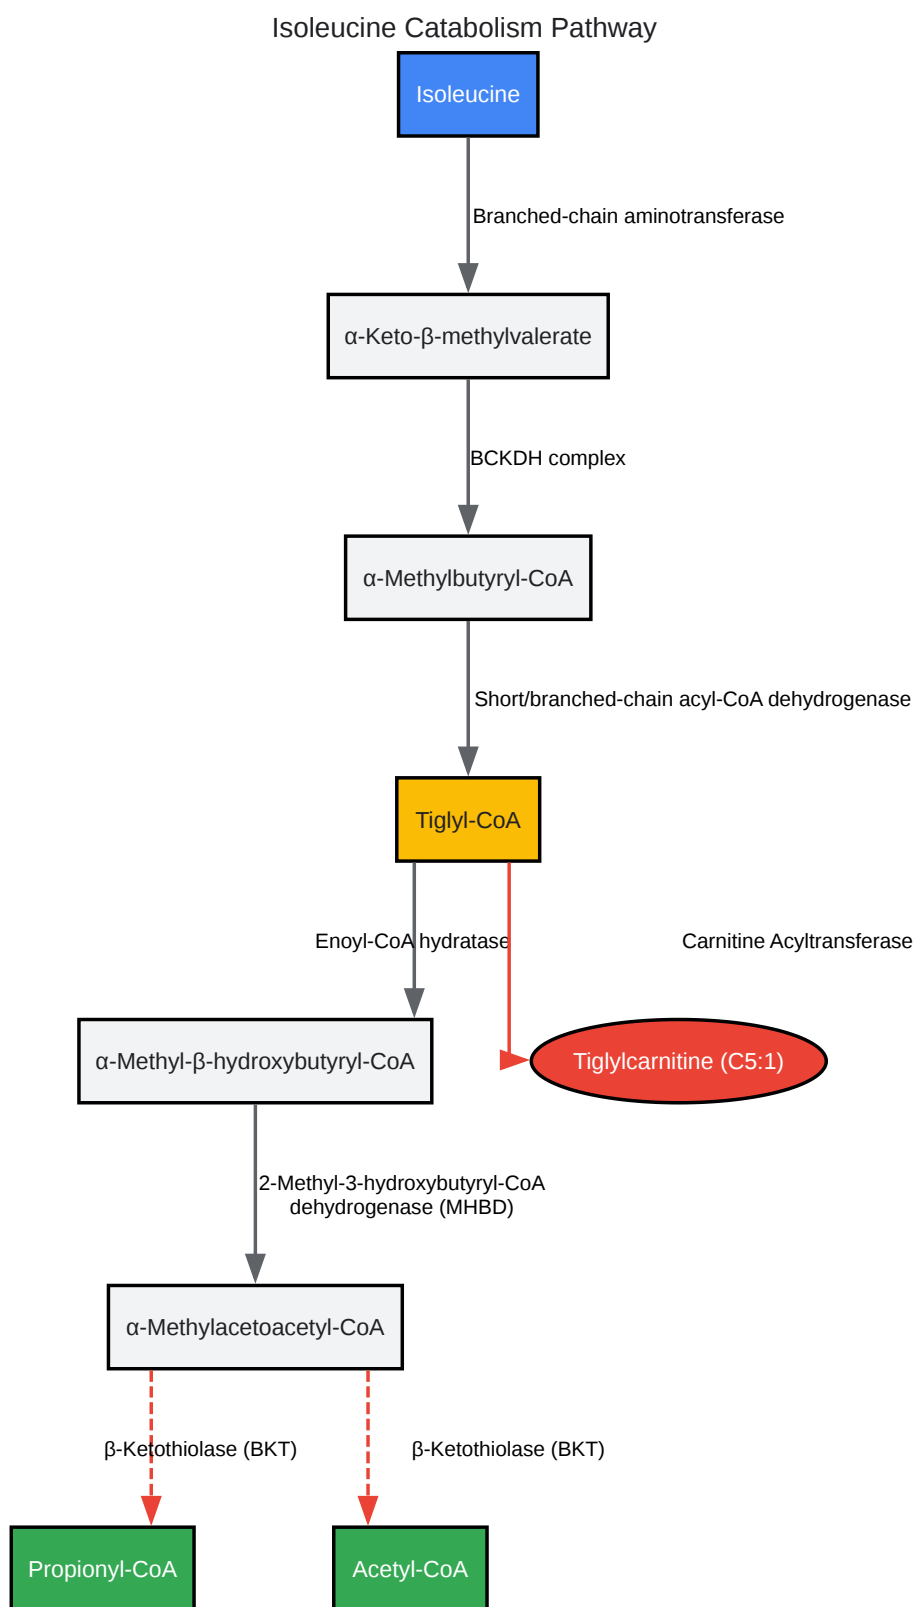 Isoleucine Catabolism Pathway
Isoleucine
Branched-chain aminotransferase
α-Keto-β-methylvalerate
BCKDH complex
α-Methylbutyryl-CoA
Short/branched-chain acyl-CoA dehydrogenase
Tiglyl-CoA
Enoyl-CoA hydratase
Carnitine Acyltransferase
α-Methyl-β-hydroxybutyryl-CoA
Tiglylcarnitine (C5:1)
2-Methyl-3-hydroxybutyryl-CoA
dehydrogenase (MHBD)
α-Methylacetoacetyl-CoA
β-Ketothiolase (BKT)
β-Ketothiolase (BKT)
Propionyl-CoA
Acetyl-CoA